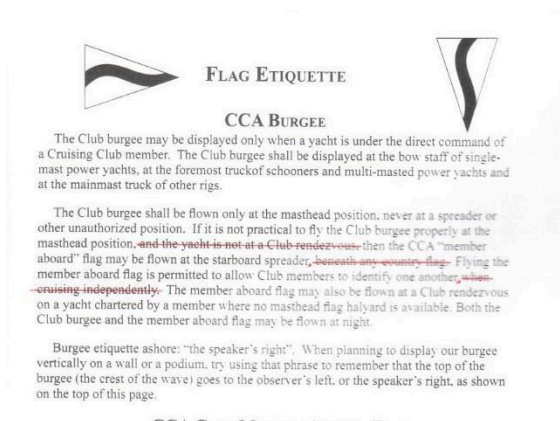 FLAG ETIQUETTE
CCA BURGEE
The Club burgee may be displayed only when a yacht is under the direct command of
a Cruising Club member. The Club burgee shall be displayed at the bow staff of single-
mast power yachts, at the foremost truckof schooners and multi-masted power yachts and
at the mainmast truck of other rigs.
The Club burgee shall be flown only at the masthead position, never at a spreader or
other unauthorized position. If it is not practical to fly the Club burgee properly at the
masthead position, and the yacht is not at a Club rendezvous, then the CCA "member
aboard" flag may be flown at the starboard spreader, beneath any country flag. Flying the
member aboard flag is permitted to allow Club members to identify one another, when
cruising independently. The member aboard flag may also be flown at a Club rendezvous
on a yacht chartered by a member where no masthead flag halyard is available. Both the
Club burgee and the member aboard flag may be flown at night.
Burgee etiquette ashore: "the speaker's right". When planning to display our burgee
vertically on a wall or a podium, try using that phrase to remember that the top of the
burgee (the crest of the wave) goes to the observer's left, or the speaker's right, as shown
on the top of this page.